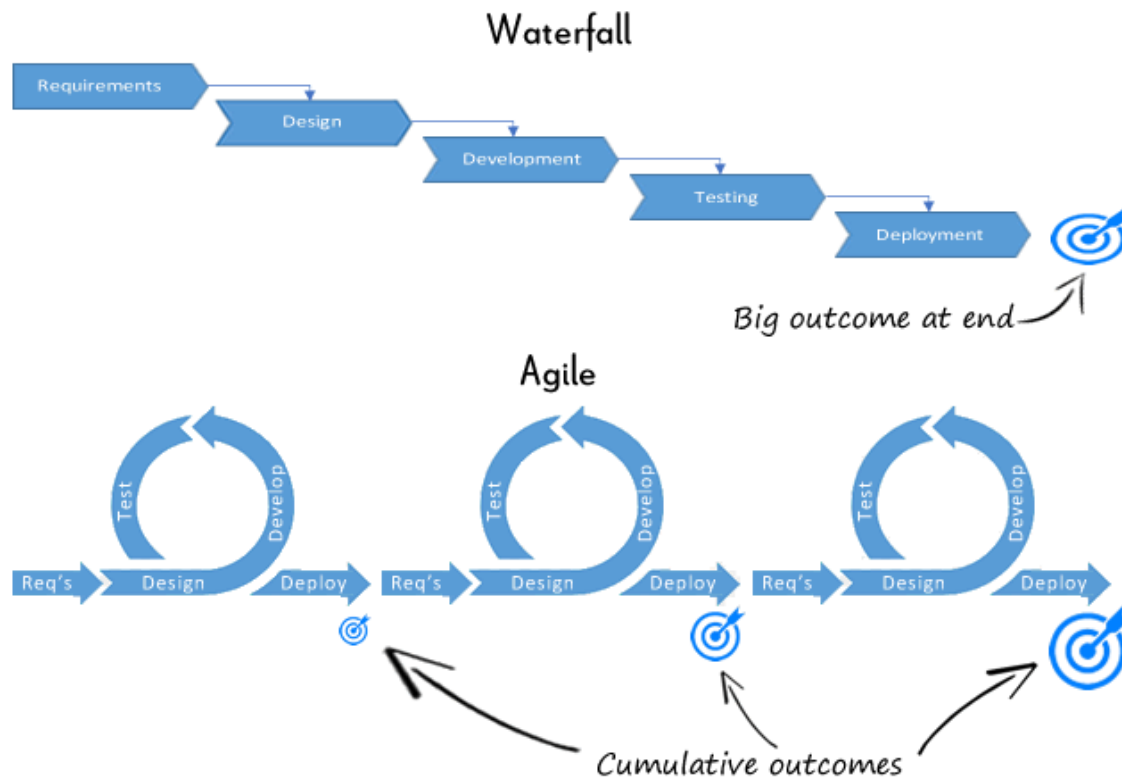 Waterfall
Requirements
Design
Development
Testing
Deployment
Big outcome at end
Agile
Test
Develop
Req's
Design
Deploy
Test
Develop
Req's
Design
Deploy
Test
Develop
Req's
Design
Deploy
Cumulative outcomes